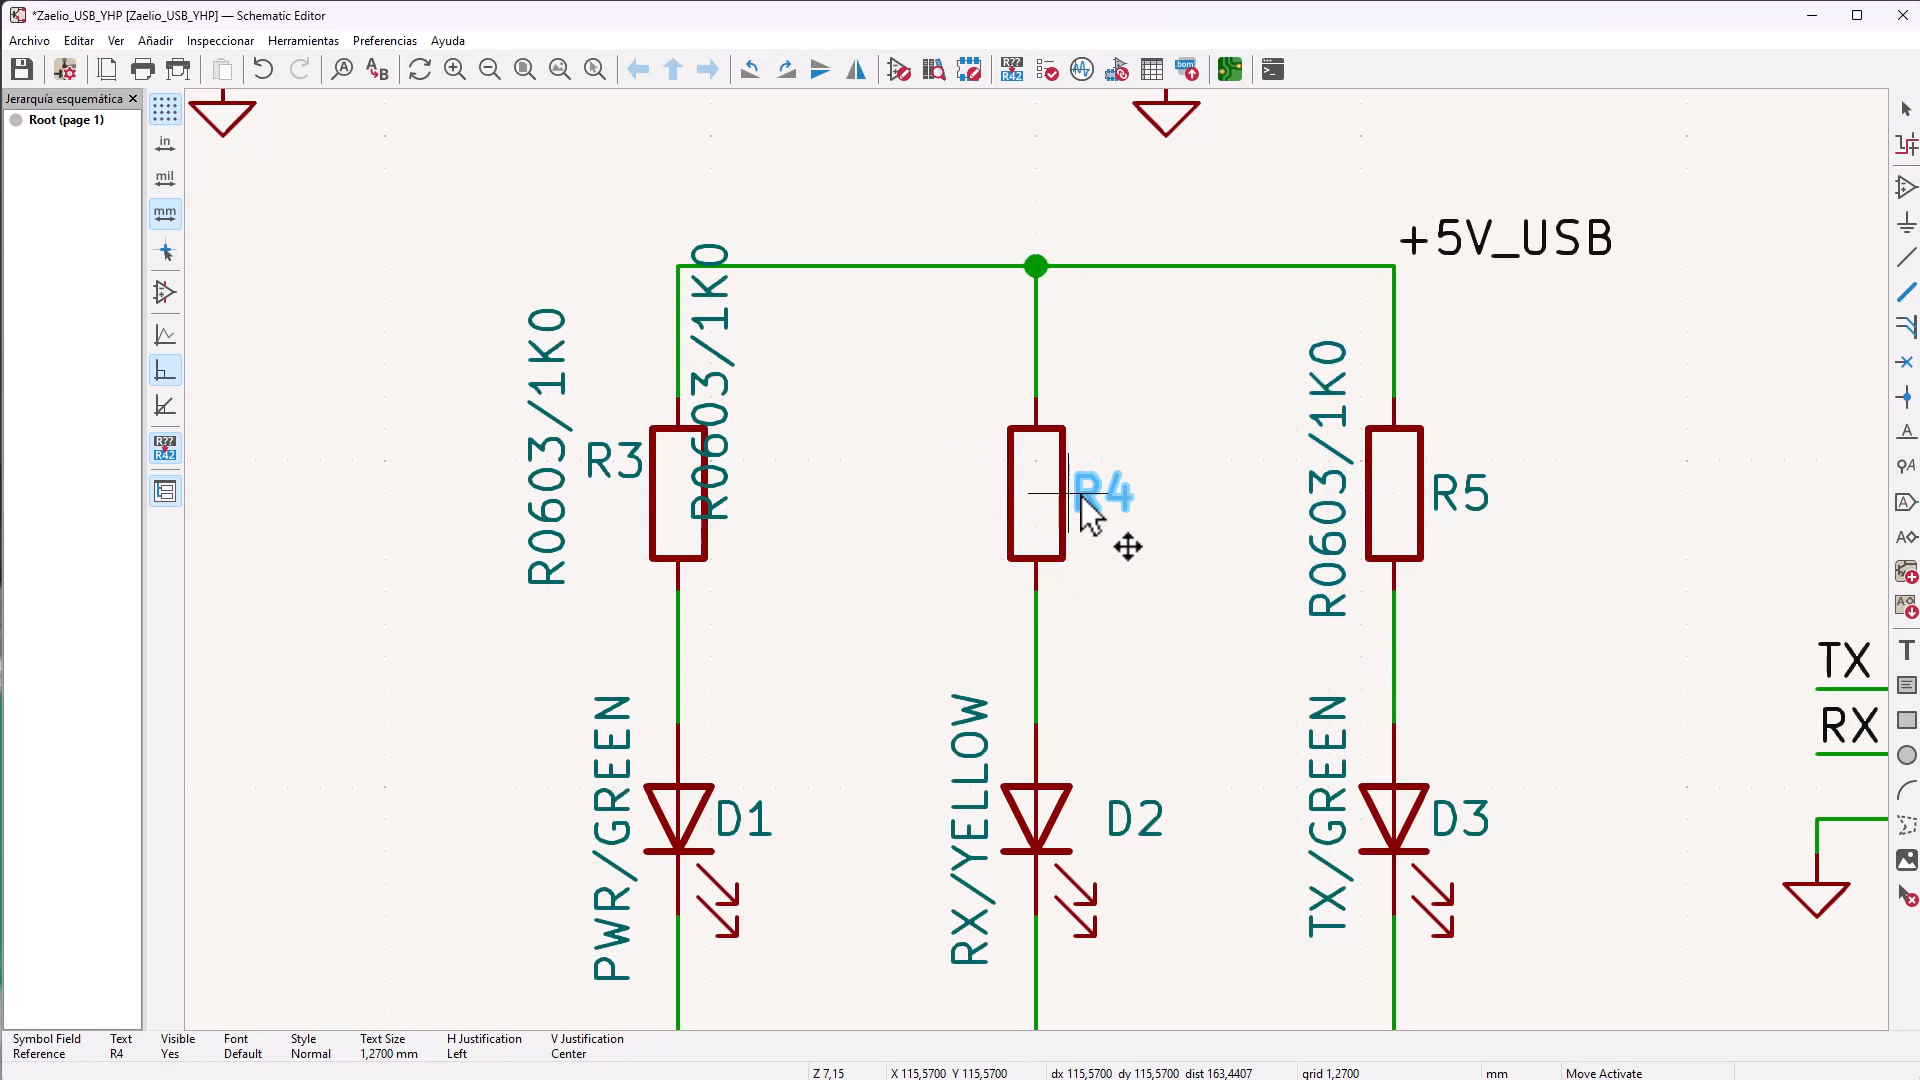 *Zaelio_USB_YHP [Zaelio_USB_YHP] — Schematic Editor
Archivo Editar Ver Añadir Inspeccionar Herramientas Preferencias Ayuda
R??
R42
bom
Jerarquía esquemática
Root (page 1)
in
mil
mm
R??
R42
+5V_USB
R0603/1K0
R3
R0603/1K0
R4
R0603/1K0
R5
TX
RX
PWR/GREEN
D1
RX/YELLOW
D2
TX/GREEN
D3
Symbol Field Text Visible Font Style Text Size H Justification V Justification
Reference R4 Yes Default Normal 1,2700 mm Left Center
Z 7,15 X 115,5700 Y 115,5700 dx 115,5700 dy 115,5700 dist 163,4407 grid 1,2700 mm Move Activate